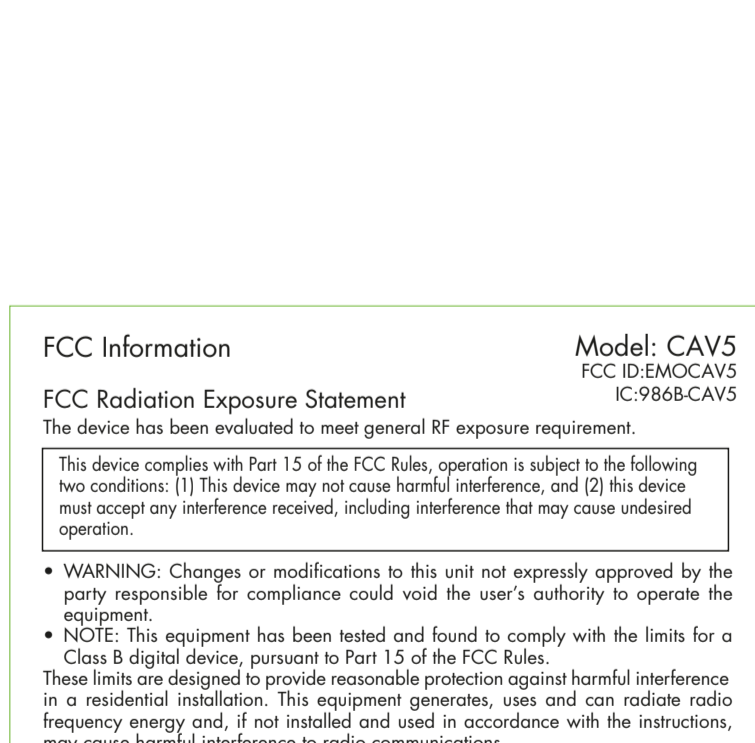 FCC Information
Model: CAV5
FCC ID:EMOCAV5
IC:986B-CAV5
FCC Radiation Exposure Statement
The device has been evaluated to meet general RF exposure requirement.
This device complies with Part 15 of the FCC Rules, operation is subject to the following
two conditions: (1) This device may not cause harmful interference, and (2) this device
must accept any interference received, including interference that may cause undesired
operation.
• WARNING: Changes or modifications to this unit not expressly approved by the
party responsible for compliance could void the user's authority to operate the
equipment.
• NOTE: This equipment has been tested and found to comply with the limits for a
Class B digital device, pursuant to Part 15 of the FCC Rules.
These limits are designed to provide reasonable protection against harmful interference
in a residential installation. This equipment generates, uses and can radiate radio
frequency energy and, if not installed and used in accordance with the instructions,
may cause harmful interference to radio communications.